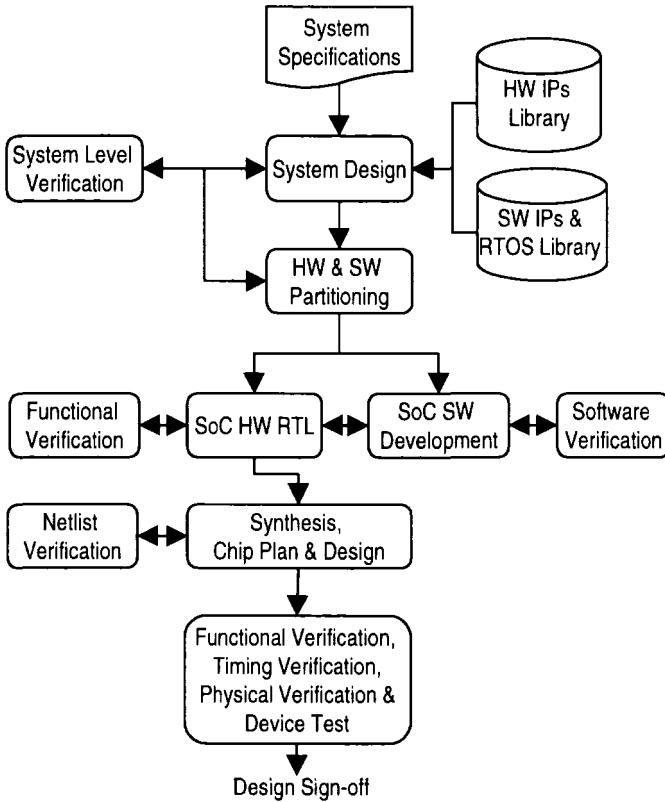 System
Specifications
HW IPs
Library
System Level
Verification
System Design
SW IPs &
RTOS Library
HW & SW
Partitioning
Functional
Verification
SoC HW RTL
SoC SW
Development
Software
Verification
Netlist
Verification
Synthesis,
Chip Plan & Design
Functional Verification,
Timing Verification,
Physical Verification &
Device Test
Design Sign-off